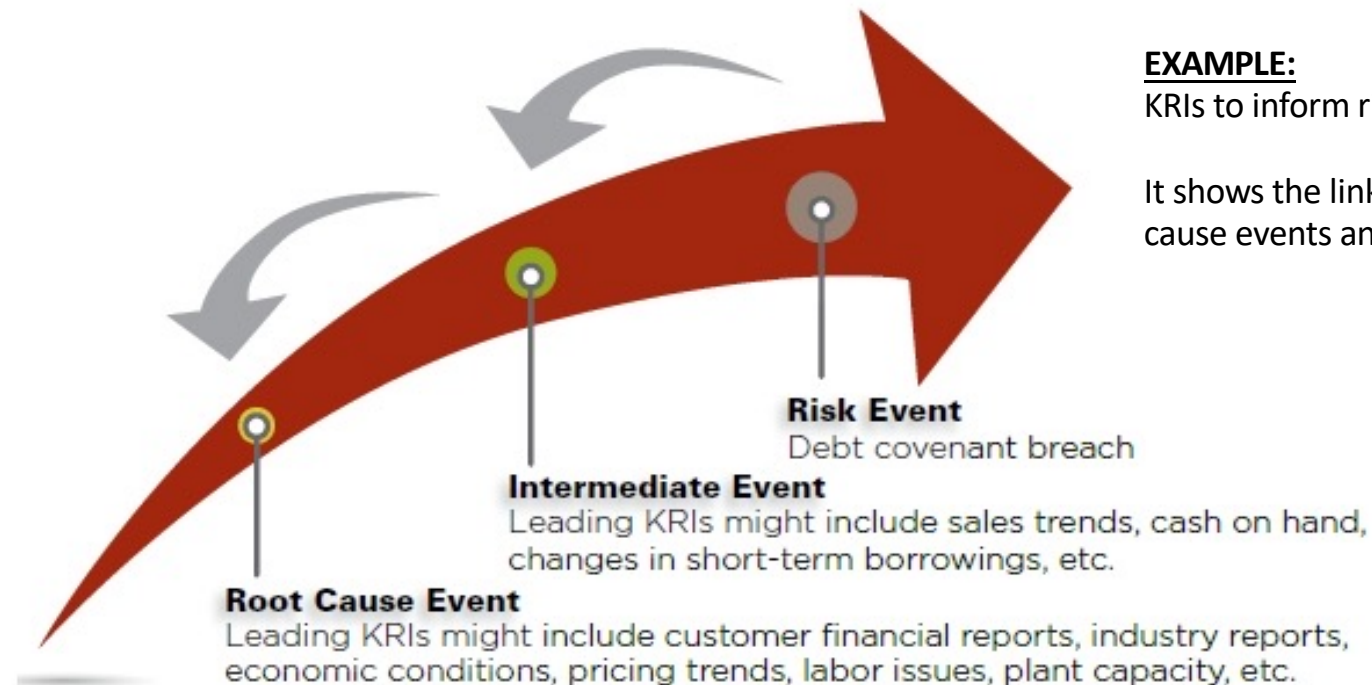 EXAMPLE:
KRIs to inform
It shows the
cause events
Risk Event
Debt covenant breach
Intermediate Event
Leading KRIs might include sales trends, cash on hand,
changes in short-term borrowings, etc.
Root Cause Event
Leading KRIs might include customer financial reports, industry reports,
economic conditions, pricing trends, labor issues, plant capacity, etc.